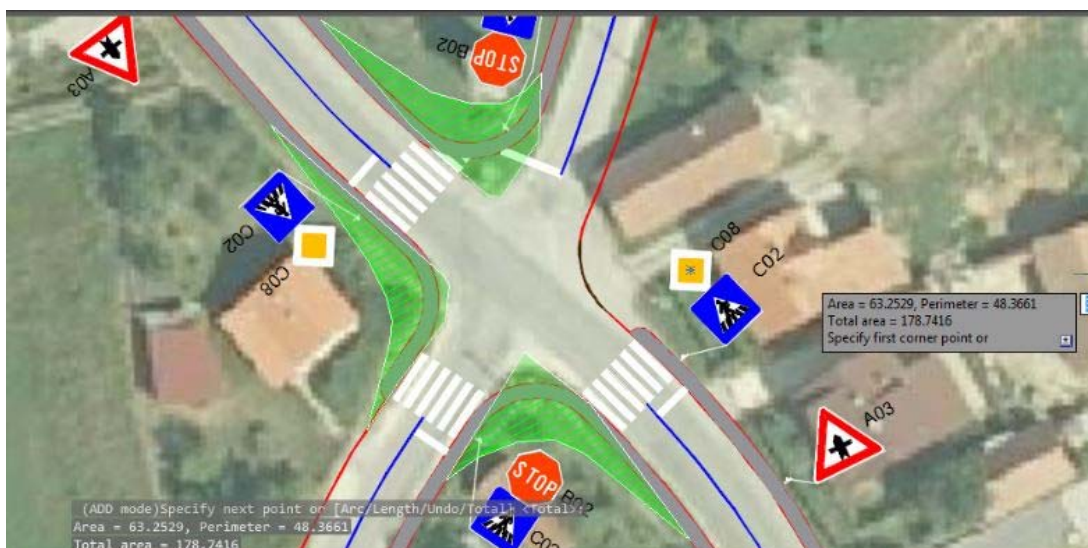 B02
STOP
A03
C02
C08
C08
C02
Area = 63.2529, Perimeter = 48.3661
Total area = 178.7416
Specify first corner point or
A03
STOP
B02
(ADD mode)Specify next point or [Arc/Length/Undo/Total] <Total>:
Area = 63.2529, Perimeter = 48.3661
Total area = 178.7416